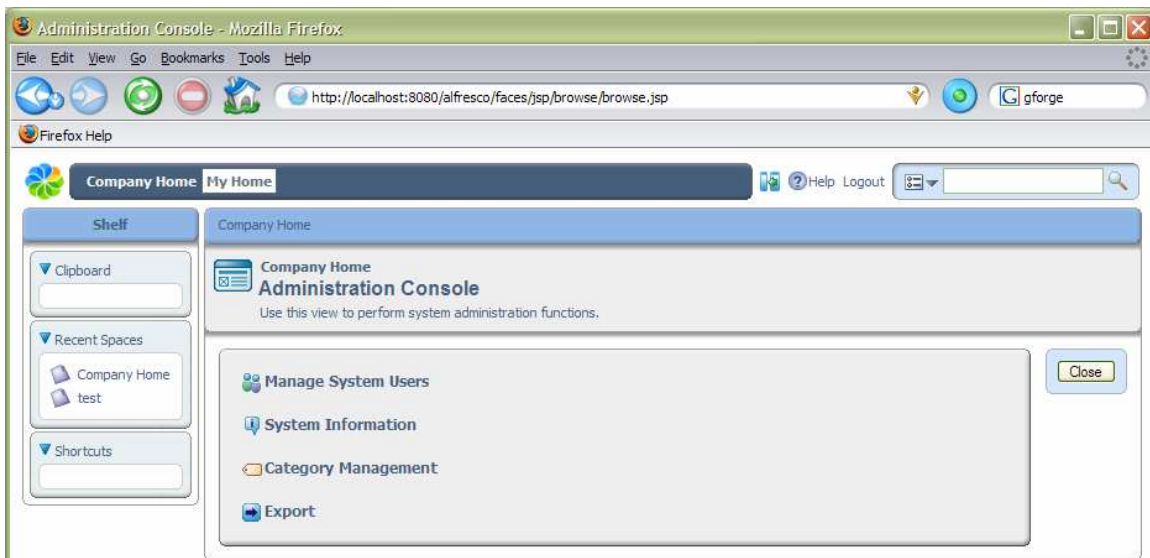 Administration Console - Mozilla Firefox
File Edit View Go Bookmarks Tools Help
http://localhost:8080/alfresco/faces/jsp/browse/browse.jsp
G gforge
Firefox Help
Company Home My Home
? Help Logout
Shelf
Company Home
Clipboard
Company Home
Administration Console
Use this view to perform system administration functions.
Recent Spaces
Company Home
test
Manage System Users
Close
System Information
Shortcuts
Category Management
Export